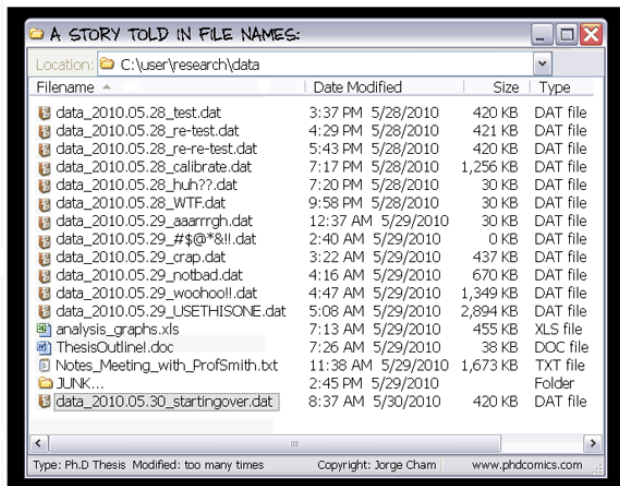 A STORY TOLD IN FILE NAMES:
Location: C:\user\research\data
Filename Date Modified Size Type
data_2010.05.28_test.dat 3:37 PM 5/28/2010 420 KB DAT file
data_2010.05.28_re-test.dat 4:29 PM 5/28/2010 421 KB DAT file
data_2010.05.28_re-re-test.dat 5:43 PM 5/28/2010 420 KB DAT file
data_2010.05.28_calibrate.dat 7:17 PM 5/28/2010 1,256 KB DAT file
data_2010.05.28_huh??.dat 7:20 PM 5/28/2010 30 KB DAT file
data_2010.05.28_WTF.dat 9:58 PM 5/28/2010 30 KB DAT file
data_2010.05.29_aaarrrgh.dat 12:37 AM 5/29/2010 30 KB DAT file
data_2010.05.29_#$@*&!!.dat 2:40 AM 5/29/2010 0 KB DAT file
data_2010.05.29_crap.dat 3:22 AM 5/29/2010 437 KB DAT file
data_2010.05.29_notbad.dat 4:16 AM 5/29/2010 670 KB DAT file
data_2010.05.29_woohoo!!.dat 4:47 AM 5/29/2010 1,349 KB DAT file
data_2010.05.29_USETHISONE.dat 5:08 AM 5/29/2010 2,894 KB DAT file
analysis_graphs.xls 7:13 AM 5/29/2010 455 KB XLS file
ThesisOutline!.doc 7:26 AM 5/29/2010 38 KB DOC file
Notes_Meeting_with_ProfSmith.txt 11:38 AM 5/29/2010 1,673 KB TXT file
JUNK... 2:45 PM 5/29/2010 Folder
data_2010.05.30_startingover.dat 8:37 AM 5/30/2010 420 KB DAT file
Type: Ph.D Thesis Modified: too many times Copyright: Jorge Cham www.phdcomics.com